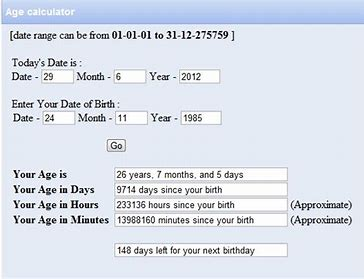 Age calculator
[date range can be from 01-01-01 to 31-12-275759 ]
Today's Date is :
Date - 29 Month - 6 Year - 2012
Enter Your Date of Birth :
Date - 24 Month - 11 Year - 1985
Go
Your Age is 26 years, 7 months, and 5 days
Your Age in Days 9714 days since your birth
Your Age in Hours 233136 hours since your birth (Approximate)
Your Age in Minutes 13988160 minutes since your birth (Approximate)
148 days left for your next birthday